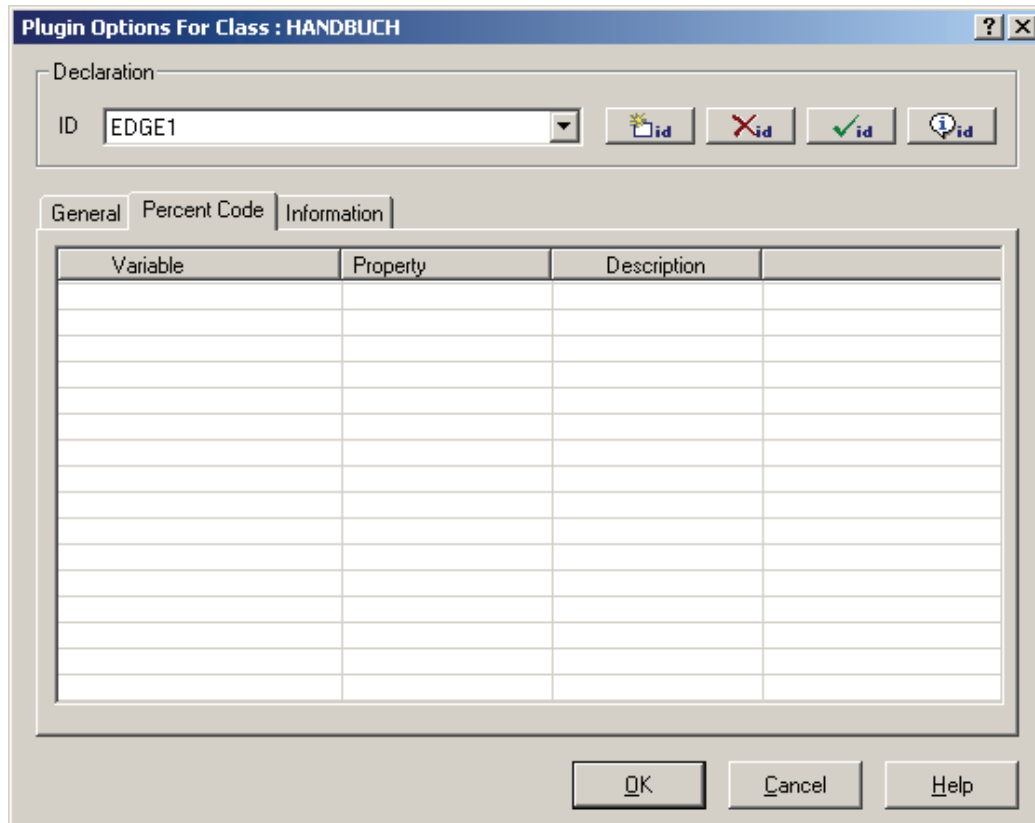 Plugin Options For Class : HANDBUCH
Declaration
ID EDGE1 id id id id
General Percent Code Information
Variable Property Description
OK Cancel Help